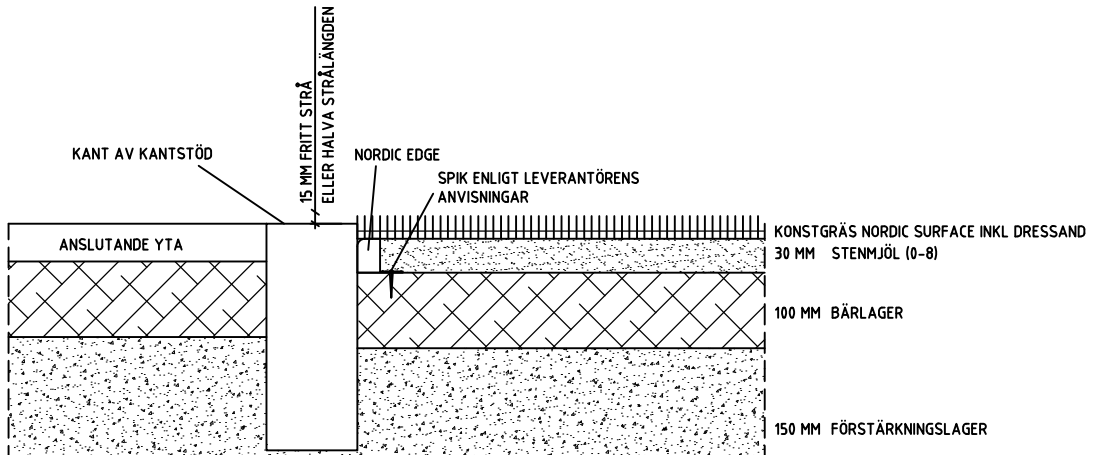 15 MM FRITT STRÅ
ELLER HALVA STRÅLÄNGDEN
KANT AV KANTSTÖD
NORDIC EDGE
SPIK ENLIGT LEVERANTÖRENS
ANVISNINGAR
ANSLUTANDE YTA
KONSTGRÄS NORDIC SURFACE INKL DRESSAND
30 MM STENMJÖL (0-8)
100 MM BÄRLAGER
150 MM FÖRSTÄRKNINGSLAGER